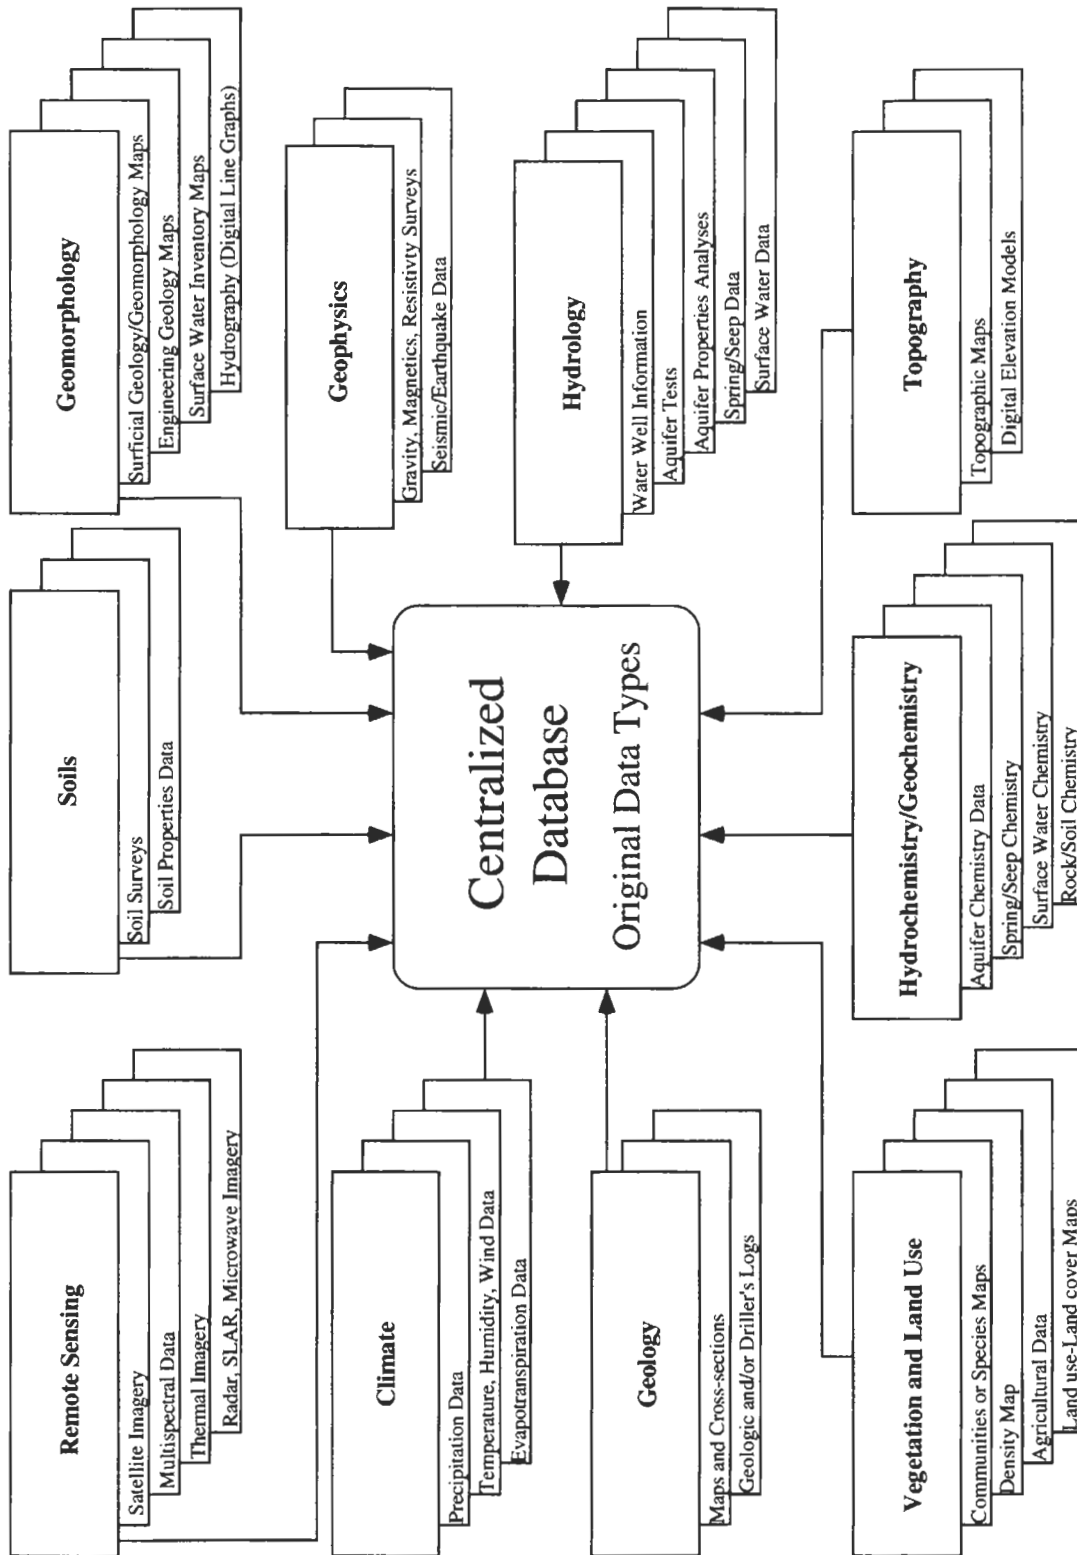 Remote Sensing
Satellite Imagery
Multispectral Data
Thermal Imagery
Radar, SLAR, Microwave Imagery
Soils
Soil Surveys
Soil Properties Data
Geomorphology
Surficial Geology/Geomorphology Maps
Engineering Geology Maps
Surface Water Inventory Maps
Hydrography (Digital Line Graphs)
Climate
Precipitation Data
Temperature, Humidity, Wind Data
Evapotranspiration Data
Geophysics
Gravity, Magnetics, Resistivty Surveys
Seismic/Earthquake Data
Centralized
Database
Original Data Types
Geology
Maps and Cross-sections
Geologic and/or Driller's Logs
Hydrology
Water Well Information
Aquifer Tests
Aquifer Properties Analyses
Spring/Seep Data
Surface Water Data
Vegetation and Land Use
Communities or Species Maps
Density Map
Agricultural Data
Land use-Land cover Maps
Hydrochemistry/Geochemistry
Aquifer Chemistry Data
Spring/Seep Chemistry
Surface Water Chemistry
Rock/Soil Chemistry
Topography
Topographic Maps
Digital Elevation Models